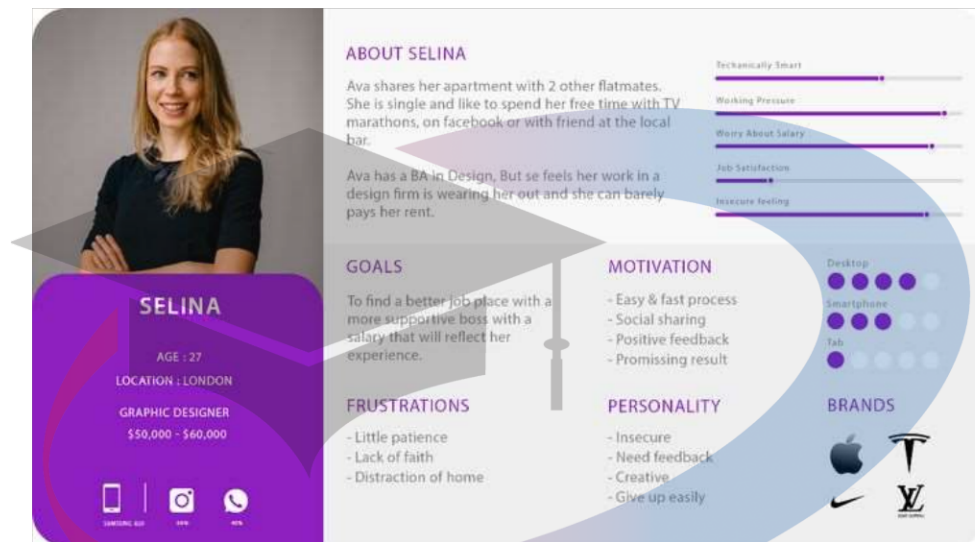 SELINA
AGE : 27
LOCATION : LONDON
GRAPHIC DESIGNER
$50,000 - $60,000
ABOUT SELINA
Ava shares her apartment with 2 other flatmates.
She is single and like to spend her free time with TV
marathons, on facebook or with friend at the local
bar.
Ava has a BA in Design, But se feels her work in a
design firm is wearing her out and she can barely
pays her rent.
Techanically Smart
Working Pressure
Worry About Salary
Job Satisfaction
Insecure feeling
GOALS
To find a better job place with a
more supportive boss with a
salary that will reflect her
experience.
MOTIVATION
- Easy & fast process
- Social sharing
- Positive feedback
- Promissing result
Desktop
Smartphone
Tab
FRUSTRATIONS
- Little patience
- Lack of faith
- Distraction of home
PERSONALITY
- Insecure
- Need feedback
- Creative
- Give up easily
BRANDS